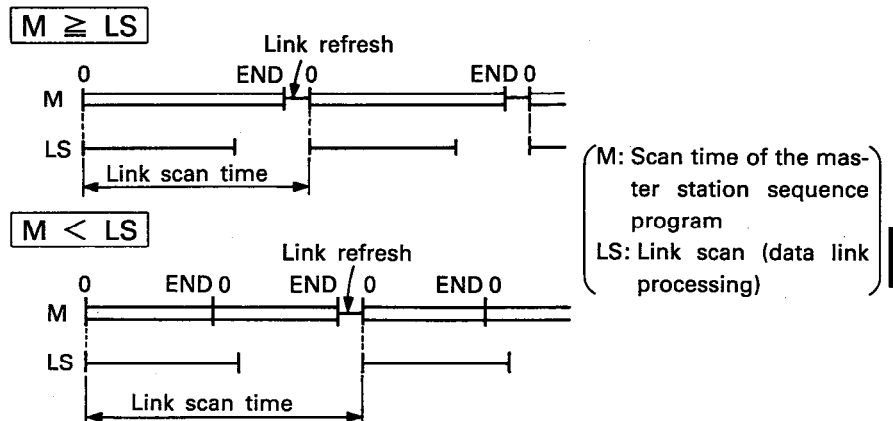 M ≧ LS
Link refresh
0 END 0 END 0
M
LS
Link scan time
M < LS
Link refresh
0 END 0 END 0 END 0
M
LS
Link scan time
M: Scan time of the mas-
ter station sequence
program
LS: Link scan (data link
processing)